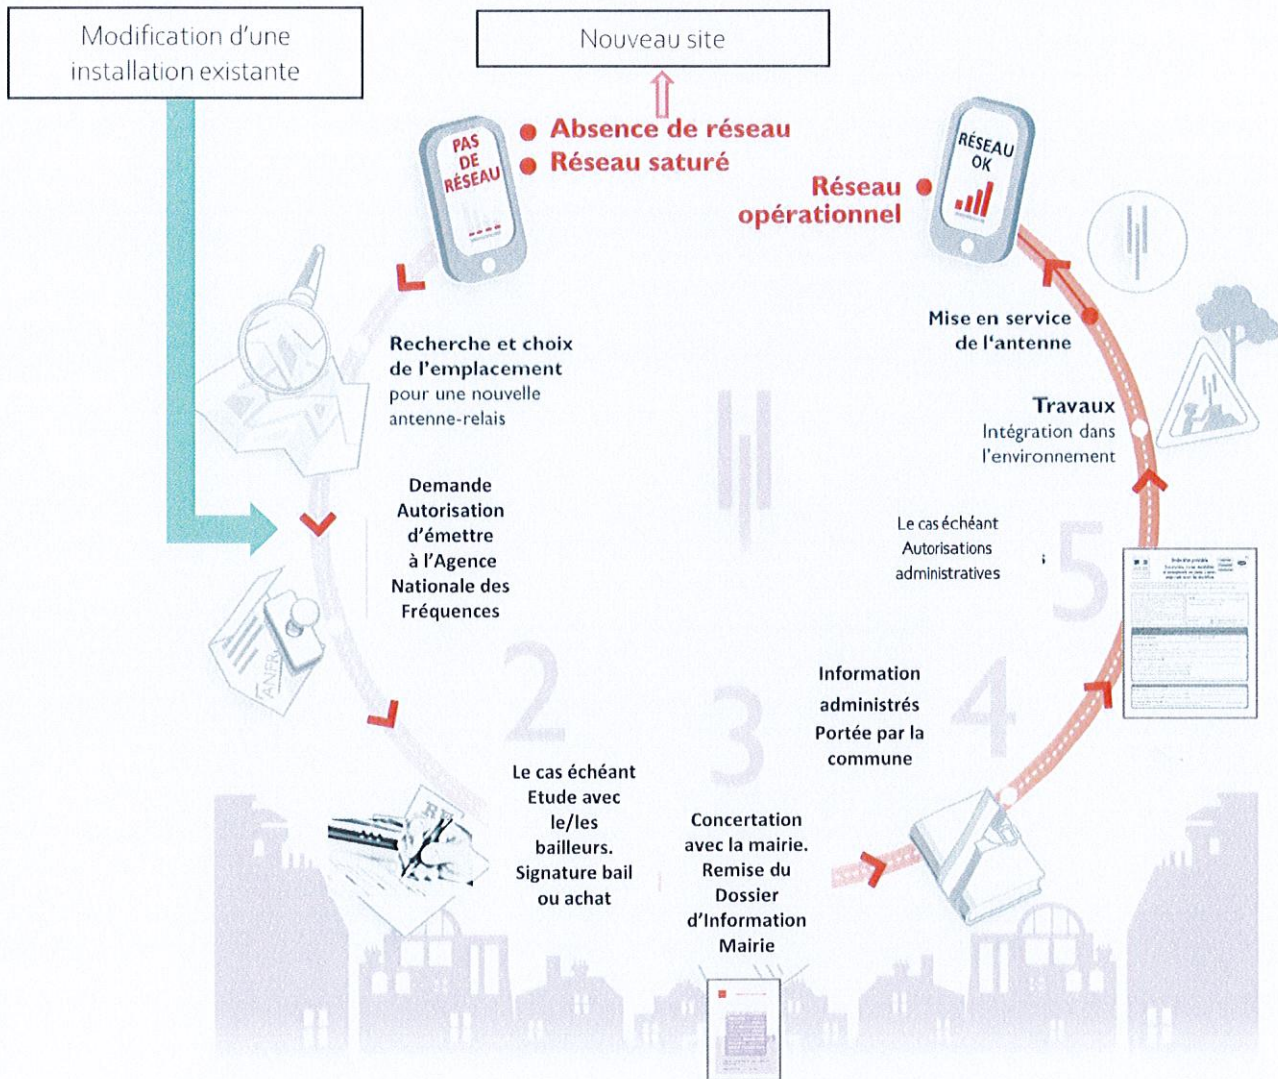 Modification d'une
installation existante
Nouveau site
PAS
DE
RÉSEAU
Absence de réseau
Réseau saturé
RÉSEAU
OK
Réseau
opérationnel
Recherche et choix
de l'emplacement
pour une nouvelle
antenne-relais
Demande
Autorisation
d'émettre
à l'Agence
Nationale des
Fréquences
ANFR
2
Le cas échéant
Etude avec
le/les
bailleurs.
Signature bail
ou achat
3
Concertation
avec la mairie.
Remise du
Dossier
d'Information
Mairie
4
Information
administrés
Portée par la
commune
5
Le cas échéant
Autorisations
administratives
Travaux
Intégration dans
l'environnement
Mise en service
de l'antenne